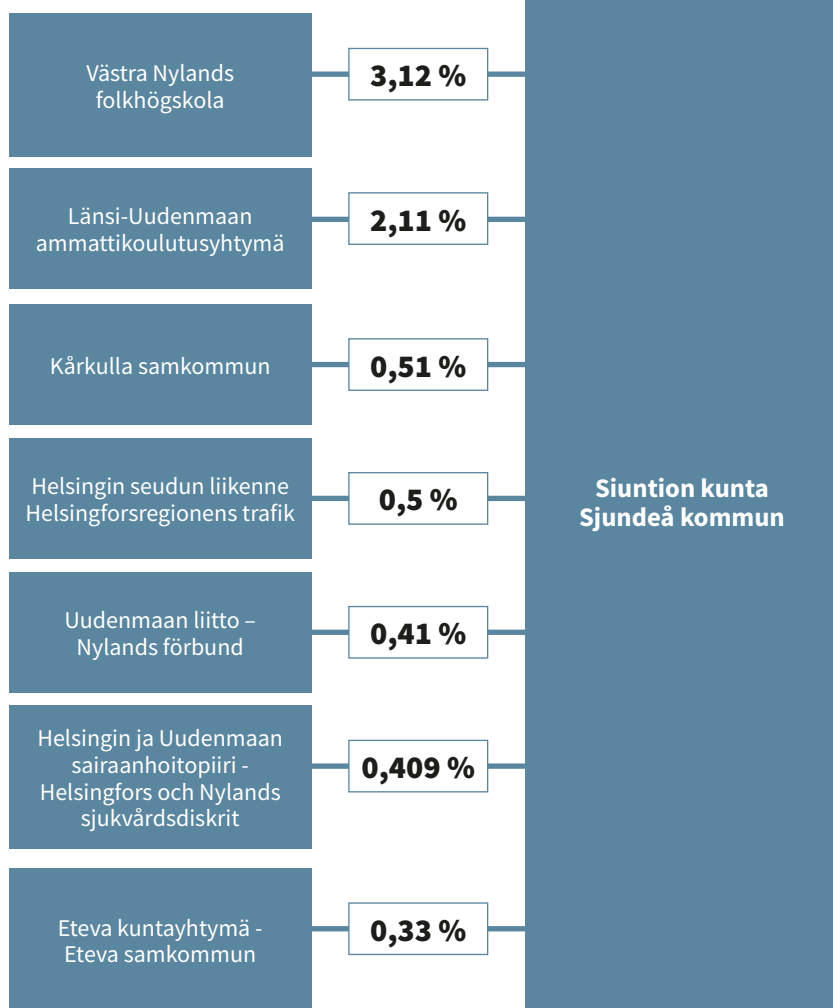 Västra Nylands
folkhögskola
3,12 %
Länsi-Uudenmaan
ammattikoulutusyhtymä
2,11 %
Kårkulla samkommun
0,51 %
Helsingin seudun liikenne
Helsingforsregionens trafik
0,5 %
Uudenmaan liitto –
Nylands förbund
0,41 %
Helsingin ja Uudenmaan
sairaanhoitopiiri -
Helsingfors och Nylands
sjukvårdsdiskrit
0,409 %
Eteva kuntayhtymä -
Eteva samkommun
0,33 %
Siuntion kunta
Sjundeå kommun